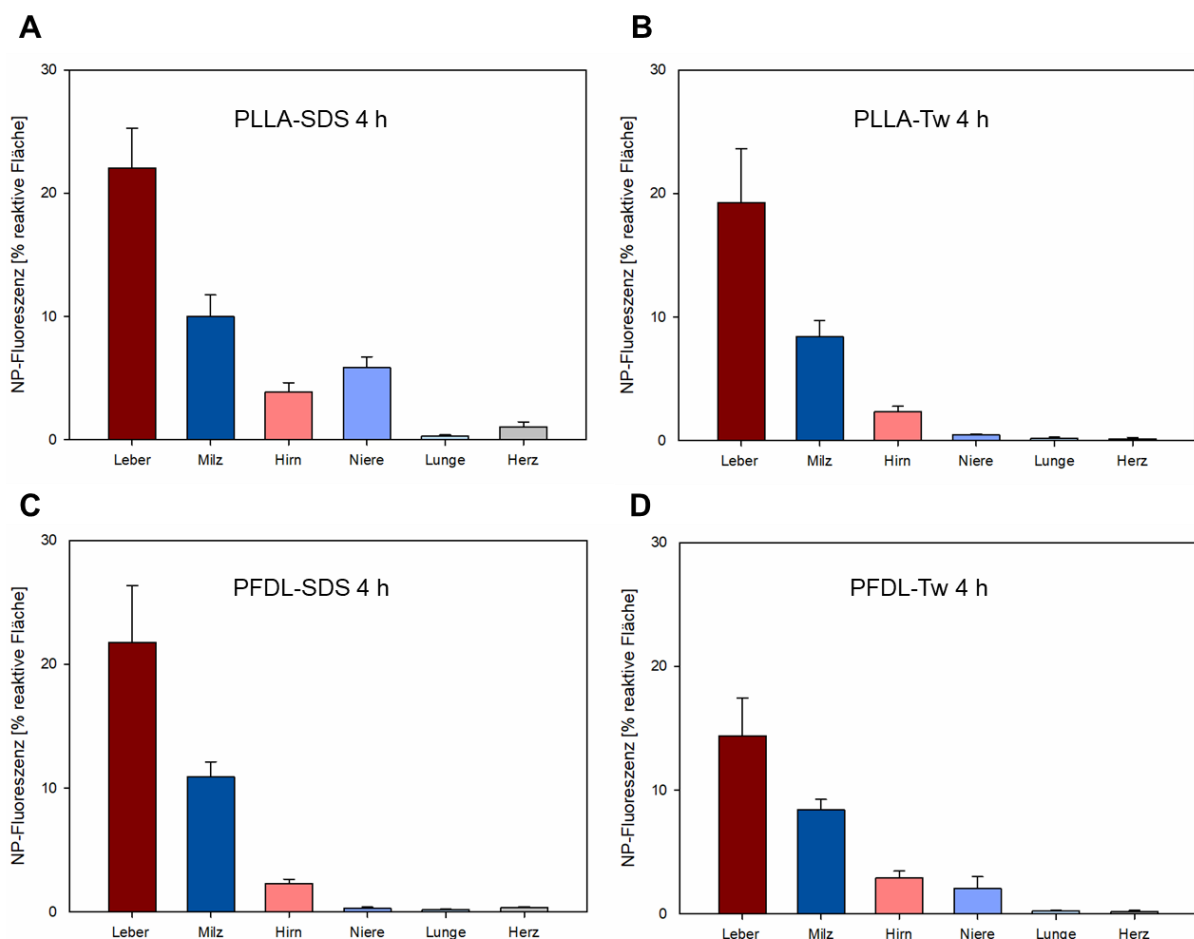 A
NP-Fluoreszenz [% reaktive Fläche]
30
20
10
0
PLLA-SDS 4 h
Leber Milz Hirn Niere Lunge Herz
B
NP-Fluoreszenz [% reaktive Fläche]
30
20
10
0
PLLA-Tw 4 h
Leber Milz Hirn Niere Lunge Herz
C
NP-Fluoreszenz [% reaktive Fläche]
30
20
10
0
PFDL-SDS 4 h
Leber Milz Hirn Niere Lunge Herz
D
NP-Fluoreszenz [% reaktive Fläche]
30
20
10
0
PFDL-Tw 4 h
Leber Milz Hirn Niere Lunge Herz